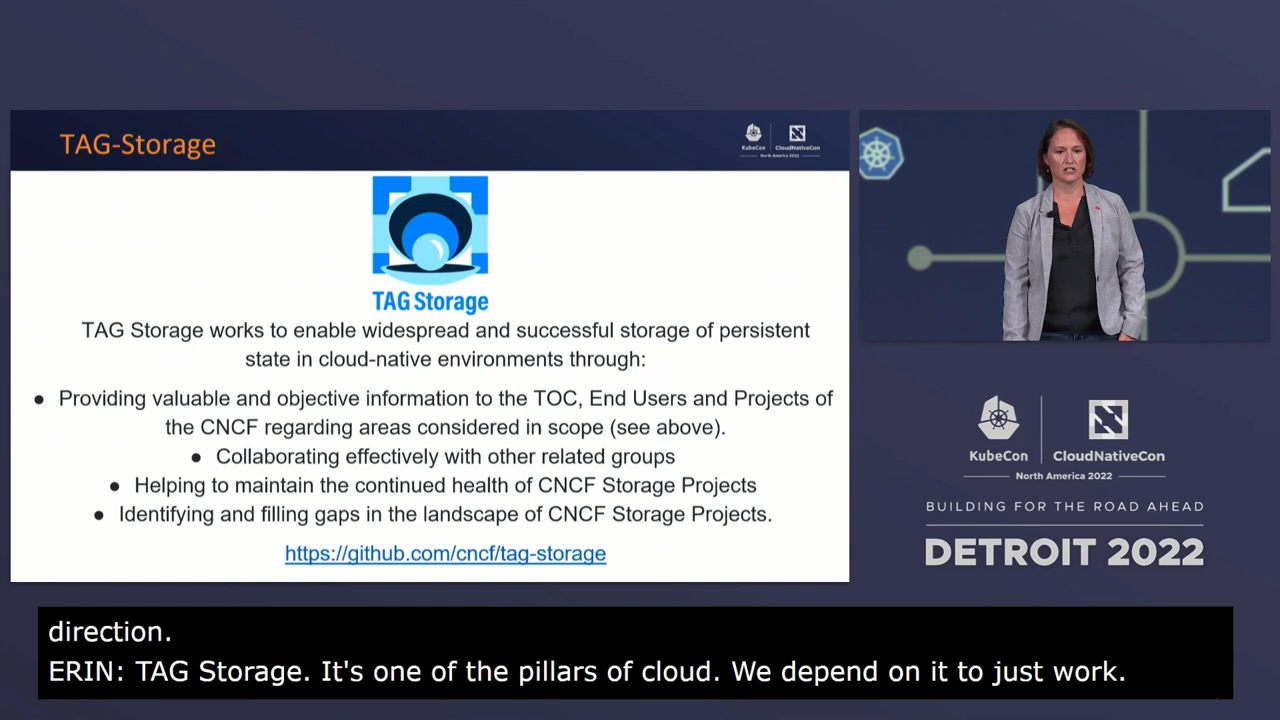 TAG-Storage
KubeCon
CloudNativeCon
North America 2022
TAG Storage
TAG Storage works to enable widespread and successful storage of persistent
state in cloud-native environments through:
● Providing valuable and objective information to the TOC, End Users and Projects of
the CNCF regarding areas considered in scope (see above).
● Collaborating effectively with other related groups
● Helping to maintain the continued health of CNCF Storage Projects
● Identifying and filling gaps in the landscape of CNCF Storage Projects.
https://github.com/cncf/tag-storage
KubeCon
CloudNativeCon
North America 2022
BUILDING FOR THE ROAD AHEAD
DETROIT 2022
direction.
ERIN: TAG Storage. It's one of the pillars of cloud. We depend on it to just work.